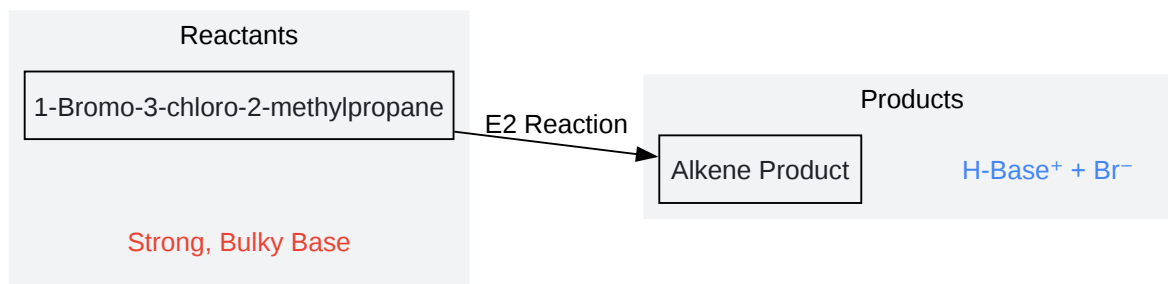 Reactants
1-Bromo-3-chloro-2-methylpropane
Strong, Bulky Base
E2 Reaction
Products
Alkene Product
H-Base⁺ + Br⁻